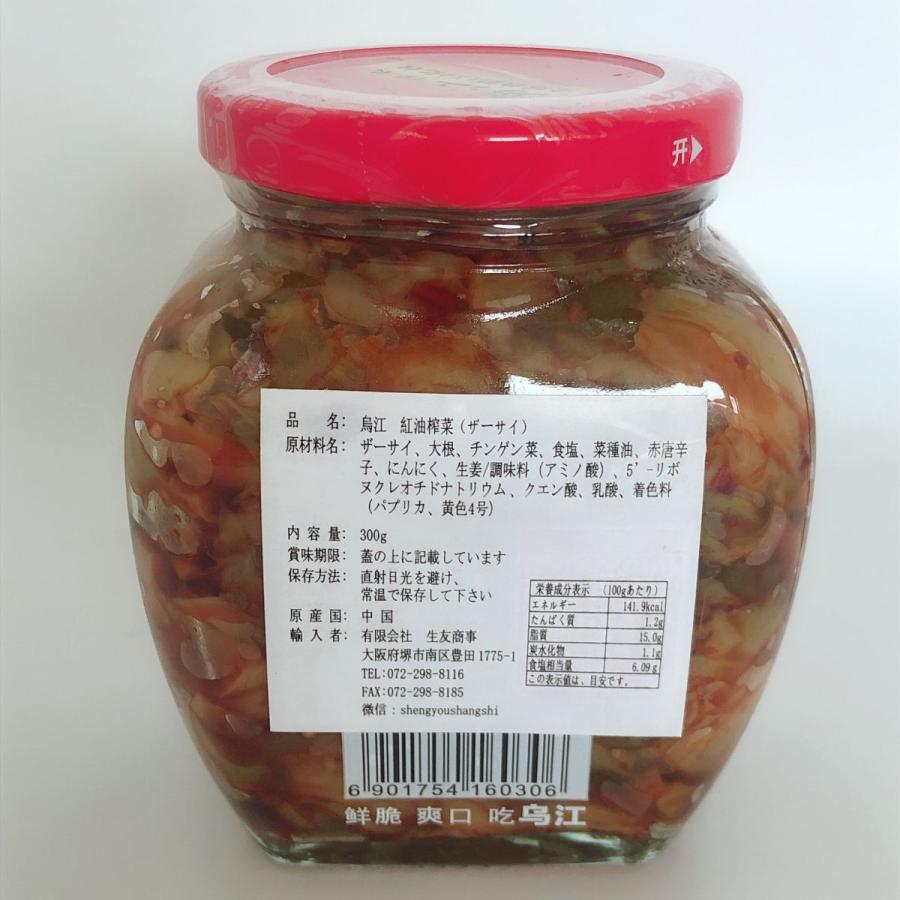 开
品 名: 烏江 紅油榨菜(ザーサイ)
原材料名: ザーサイ、大根、チンゲン菜、食塩、菜種油、赤唐辛
子、にんにく、生姜/調味料(アミノ酸)、5'-リボ
ヌクレオチドナトリウム、クエン酸、乳酸、着色料
(パプリカ、黄色4号)
内 容 量: 300g
賞味期限: 蓋の上に記載しています
保存方法: 直射日光を避け、
常温で保存して下さい
原 産 国: 中 国
輸 入 者: 有限会社 生友商事
大阪府堺市南区豊田1775-1
TEL:072-298-8116
FAX:072-298-8185
微信:shengyoushangshi
栄養成分表示 (100gあたり)
エネルギー 141.9kcal
たんぱく質 1.2g
脂質 15.0g
炭水化物 1.1g
食塩相当量 6.09g
この表示値は、目安です。
6 901754 160306
鲜脆 爽口 吃乌江